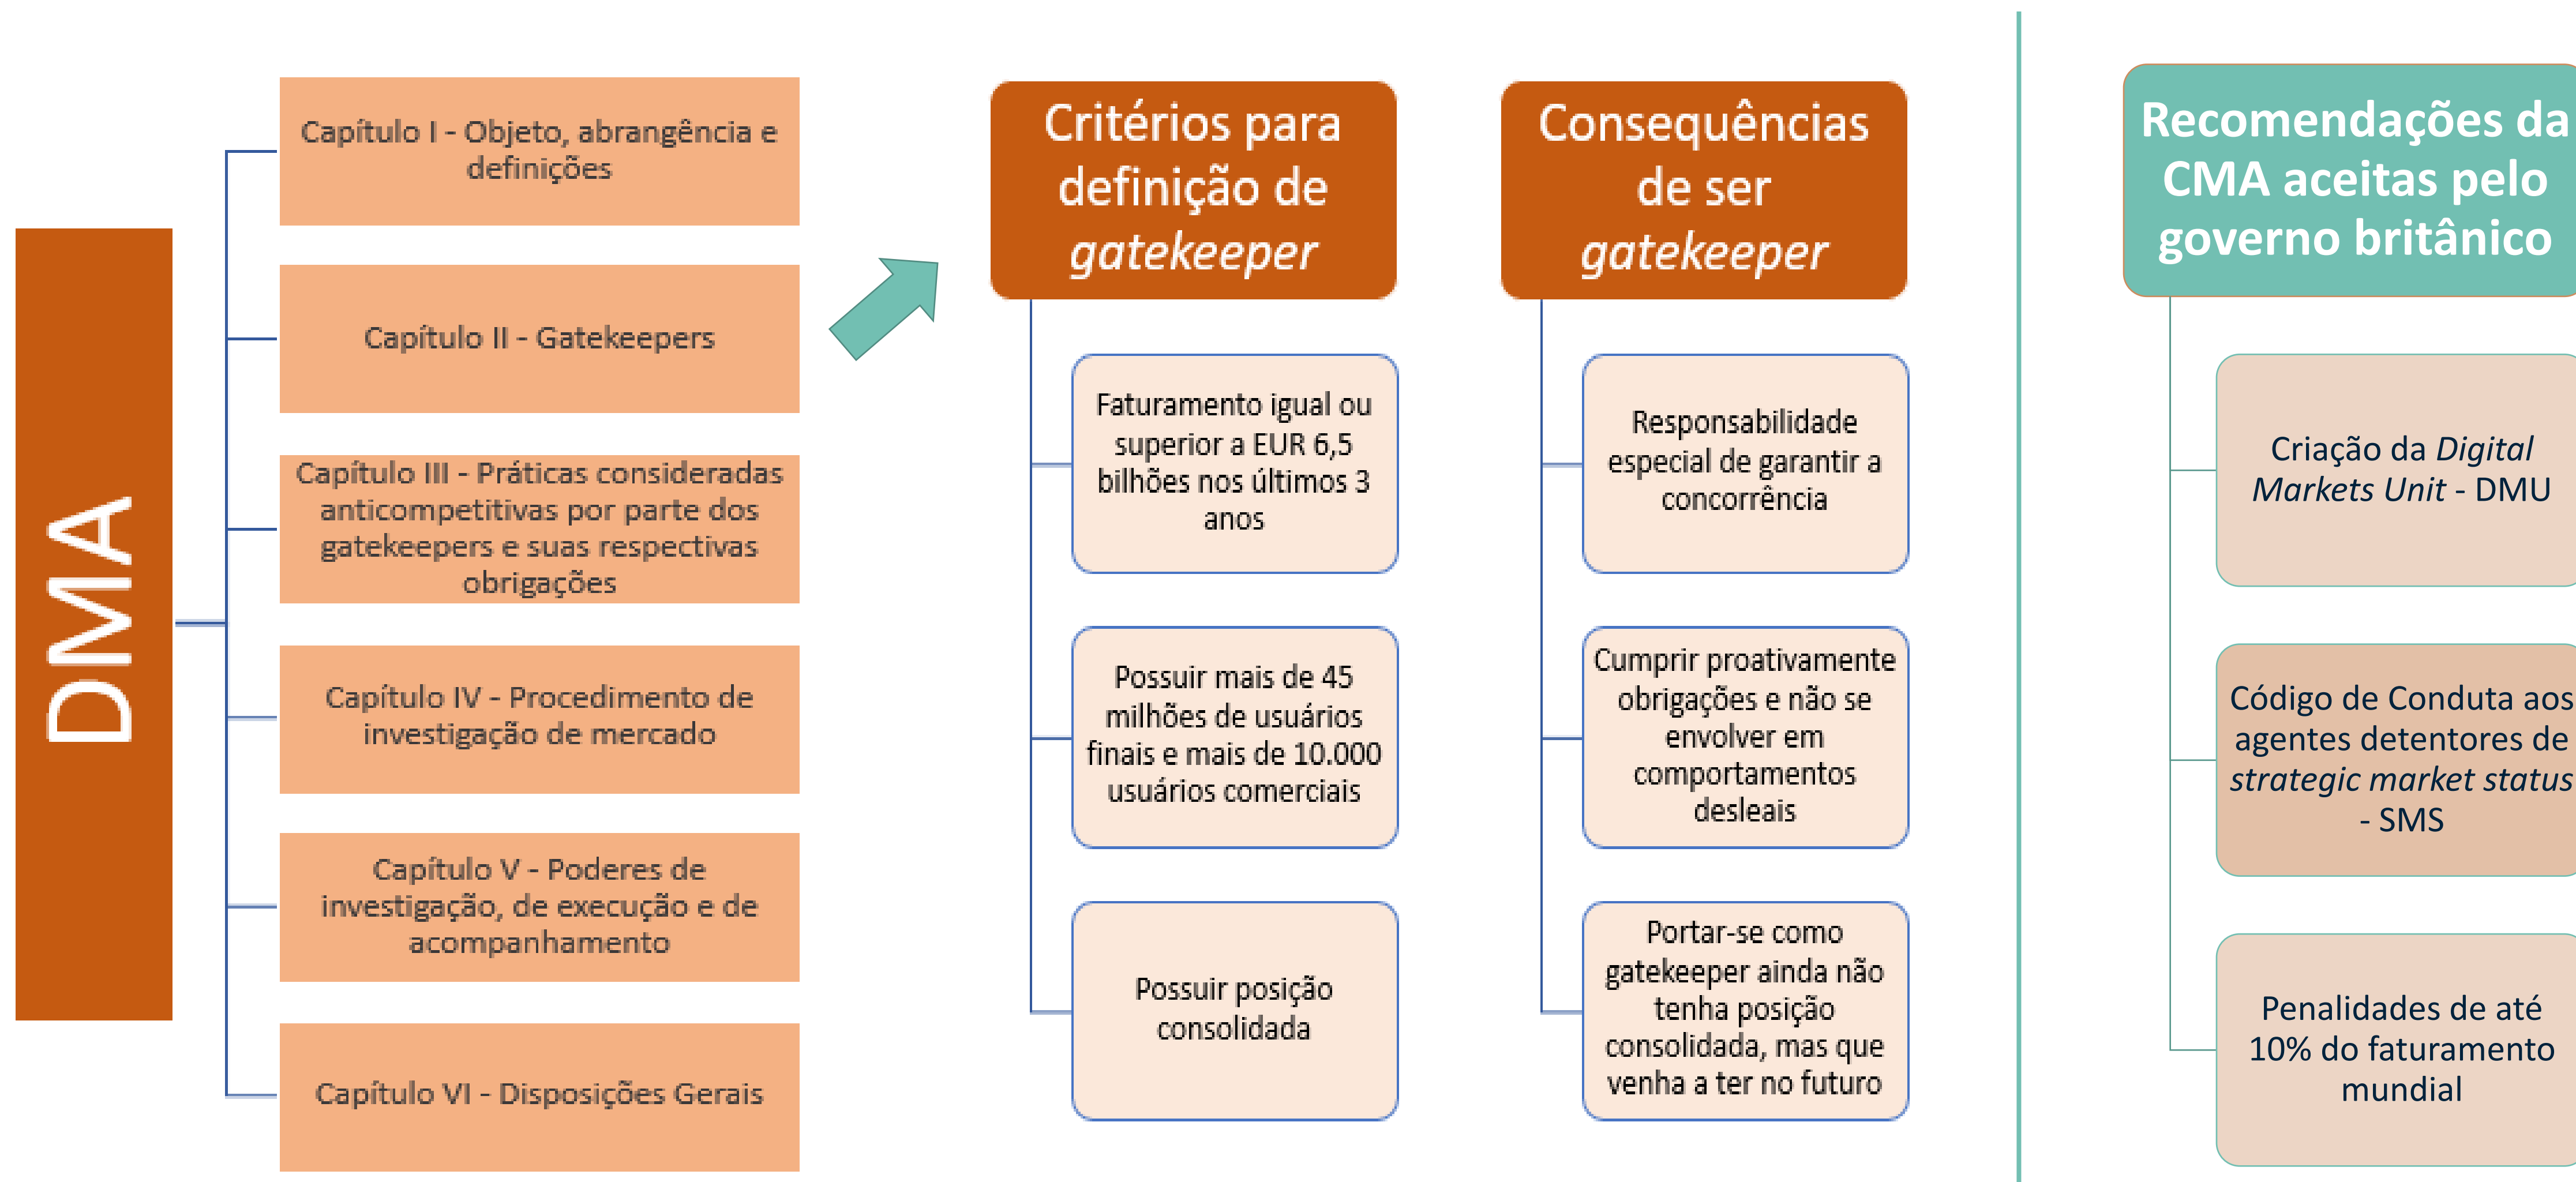 DMA
Capítulo I - Objeto, abrangência e
definições
Capítulo II - Gatekeepers
Capítulo III - Práticas consideradas
anticompetitivas por parte dos
gatekeepers e suas respectivas
obrigações
Capítulo IV - Procedimento de
investigação de mercado
Capítulo V - Poderes de
investigação, de execução e de
acompanhamento
Capítulo VI - Disposições Gerais
Critérios para
definição de
gatekeeper
Faturamento igual ou
superior a EUR 6,5
bilhões nos últimos 3
anos
Possuir mais de 45
milhões de usuários
finais e mais de 10.000
usuários comerciais
Possuir posição
consolidada
Consequências
de ser
gatekeeper
Responsabilidade
especial de garantir a
concorrência
Cumprir proativamente
obrigações e não se
envolver em
comportamentos
desleais
Portar-se como
gatekeeper ainda não
tenha posição
consolidada, mas que
venha a ter no futuro
Recomendações da
CMA aceitas pelo
governo britânico
Criação da Digital
Markets Unit - DMU
Código de Conduta aos
agentes detentores de
strategic market status
- SMS
Penalidades de até
10% do faturamento
mundial